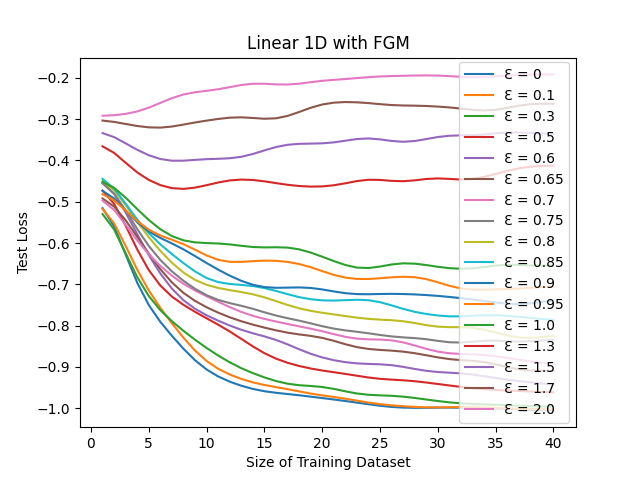 Linear 1D with FGM
Test Loss
−0.2
−0.3
−0.4
−0.5
−0.6
−0.7
−0.8
−0.9
−1.0
0
5
10
15
20
25
30
35
40
Size of Training Dataset
Ɛ = 0
Ɛ = 0.1
Ɛ = 0.3
Ɛ = 0.5
Ɛ = 0.6
Ɛ = 0.65
Ɛ = 0.7
Ɛ = 0.75
Ɛ = 0.8
Ɛ = 0.85
Ɛ = 0.9
Ɛ = 0.95
Ɛ = 1.0
Ɛ = 1.3
Ɛ = 1.5
Ɛ = 1.7
Ɛ = 2.0